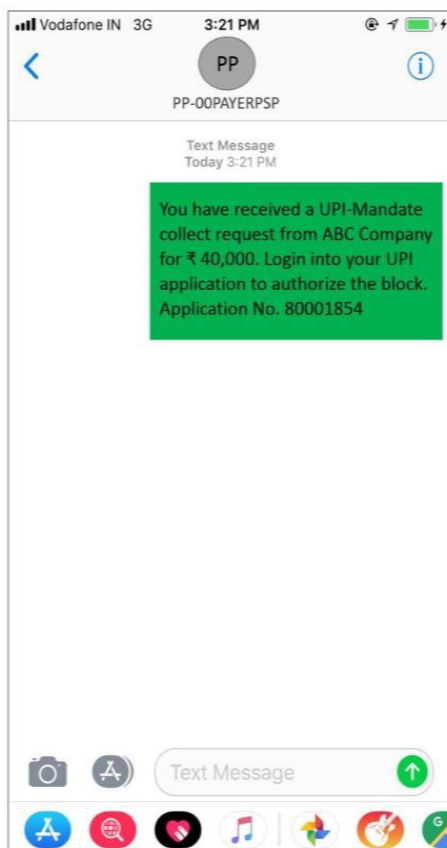 Vodafone IN 3G 3:21 PM
PP
PP-00PAYERPSP
Text Message
Today 3:21 PM
You have received a UPI-Mandate
collect request from ABC Company
for ₹ 40,000. Login into your UPI
application to authorize the block.
Application No. 80001854
Text Message
G